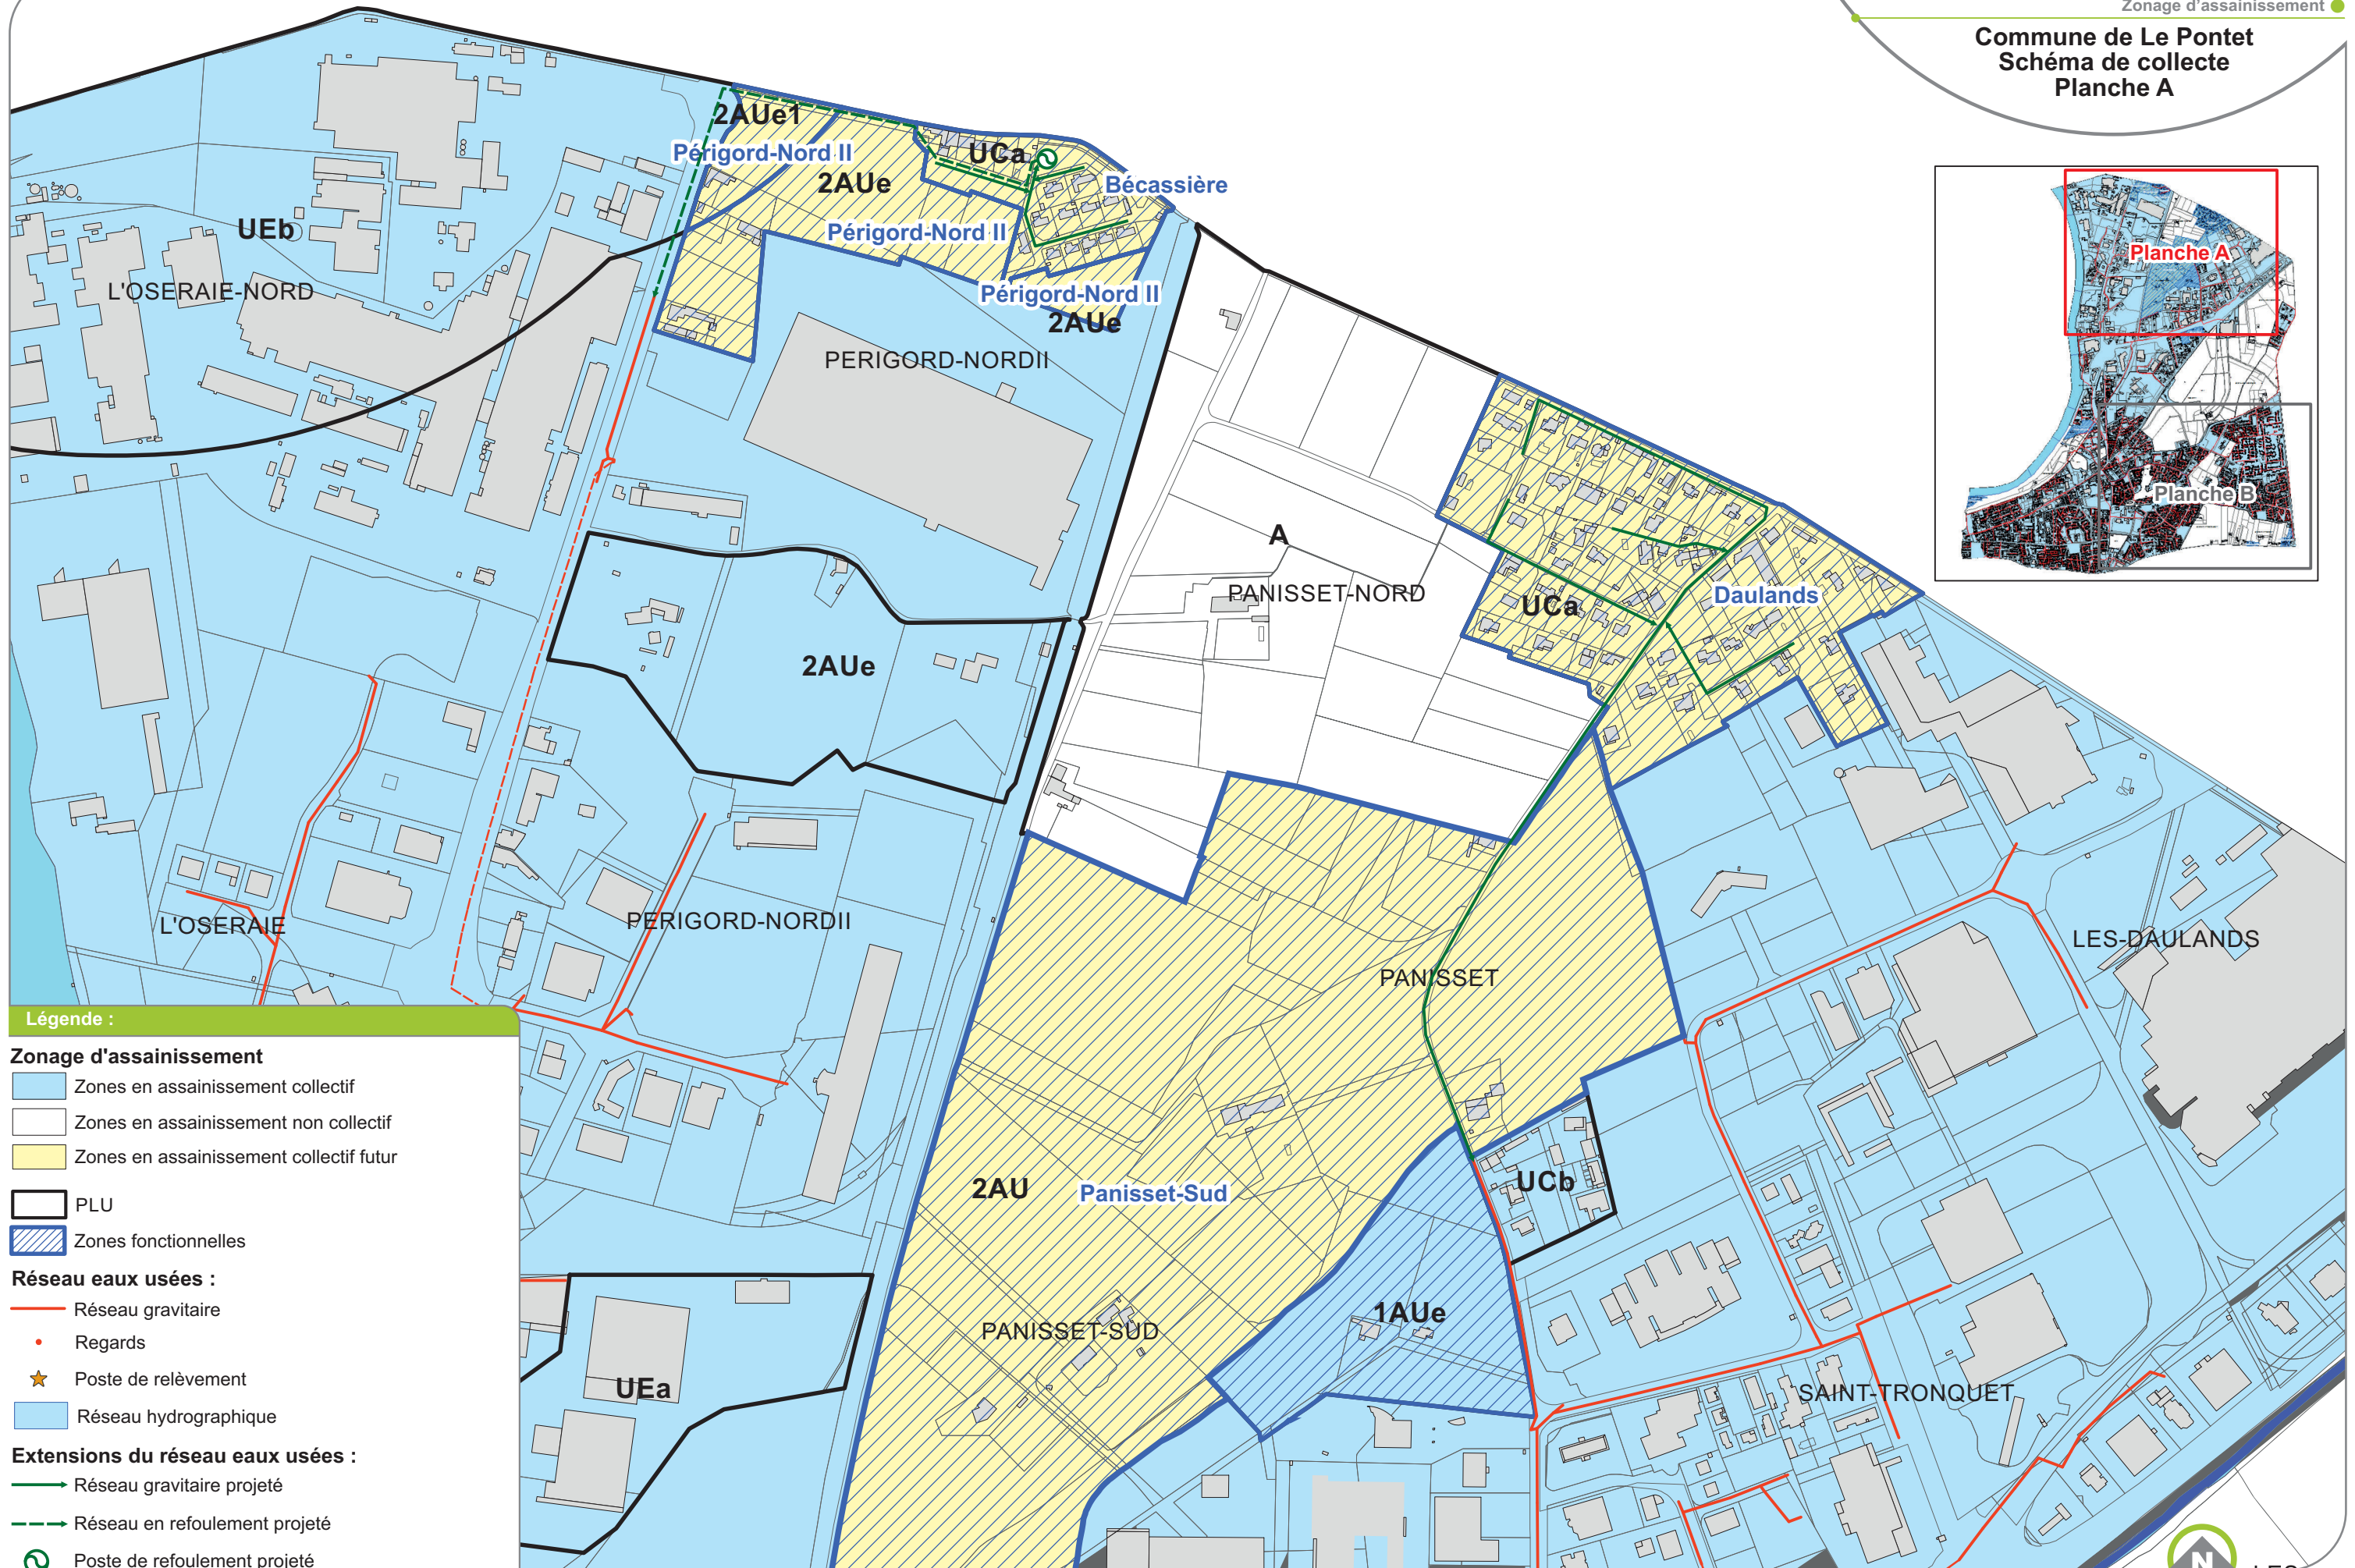 Zonage d'assainissement
Commune de Le Pontet
Schéma de collecte
Planche A
2AUe1
Périgord-Nord II
2AUe
UCa
Bécassière
Périgord-Nord II
UEb
L'OSERAIE-NORD
Périgord-Nord II
2AUe
PERIGORD-NORDII
Planche A
Planche B
A
PANISSET-NORD
UCa
Daulands
2AUe
L'OSERAIE
PERIGORD-NORDII
PANISSET
LES-DAULANDS
2AU
Panisset-Sud
UCb
1AUe
PANISSET-SUD
UEa
SAINT-TRONQUET
N
LES
Légende :
Zonage d'assainissement
Zones en assainissement collectif
Zones en assainissement non collectif
Zones en assainissement collectif futur
PLU
Zones fonctionnelles
Réseau eaux usées :
Réseau gravitaire
Regards
Poste de relèvement
Réseau hydrographique
Extensions du réseau eaux usées :
Réseau gravitaire projeté
Réseau en refoulement projeté
Poste de refoulement projeté